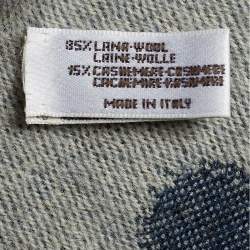 85% LANA-WOOL
LAINE-WOLLE
15% CASHEMERE-CASHMERE
CACHEMIRE-KASCHMIR
MADE IN ITALY